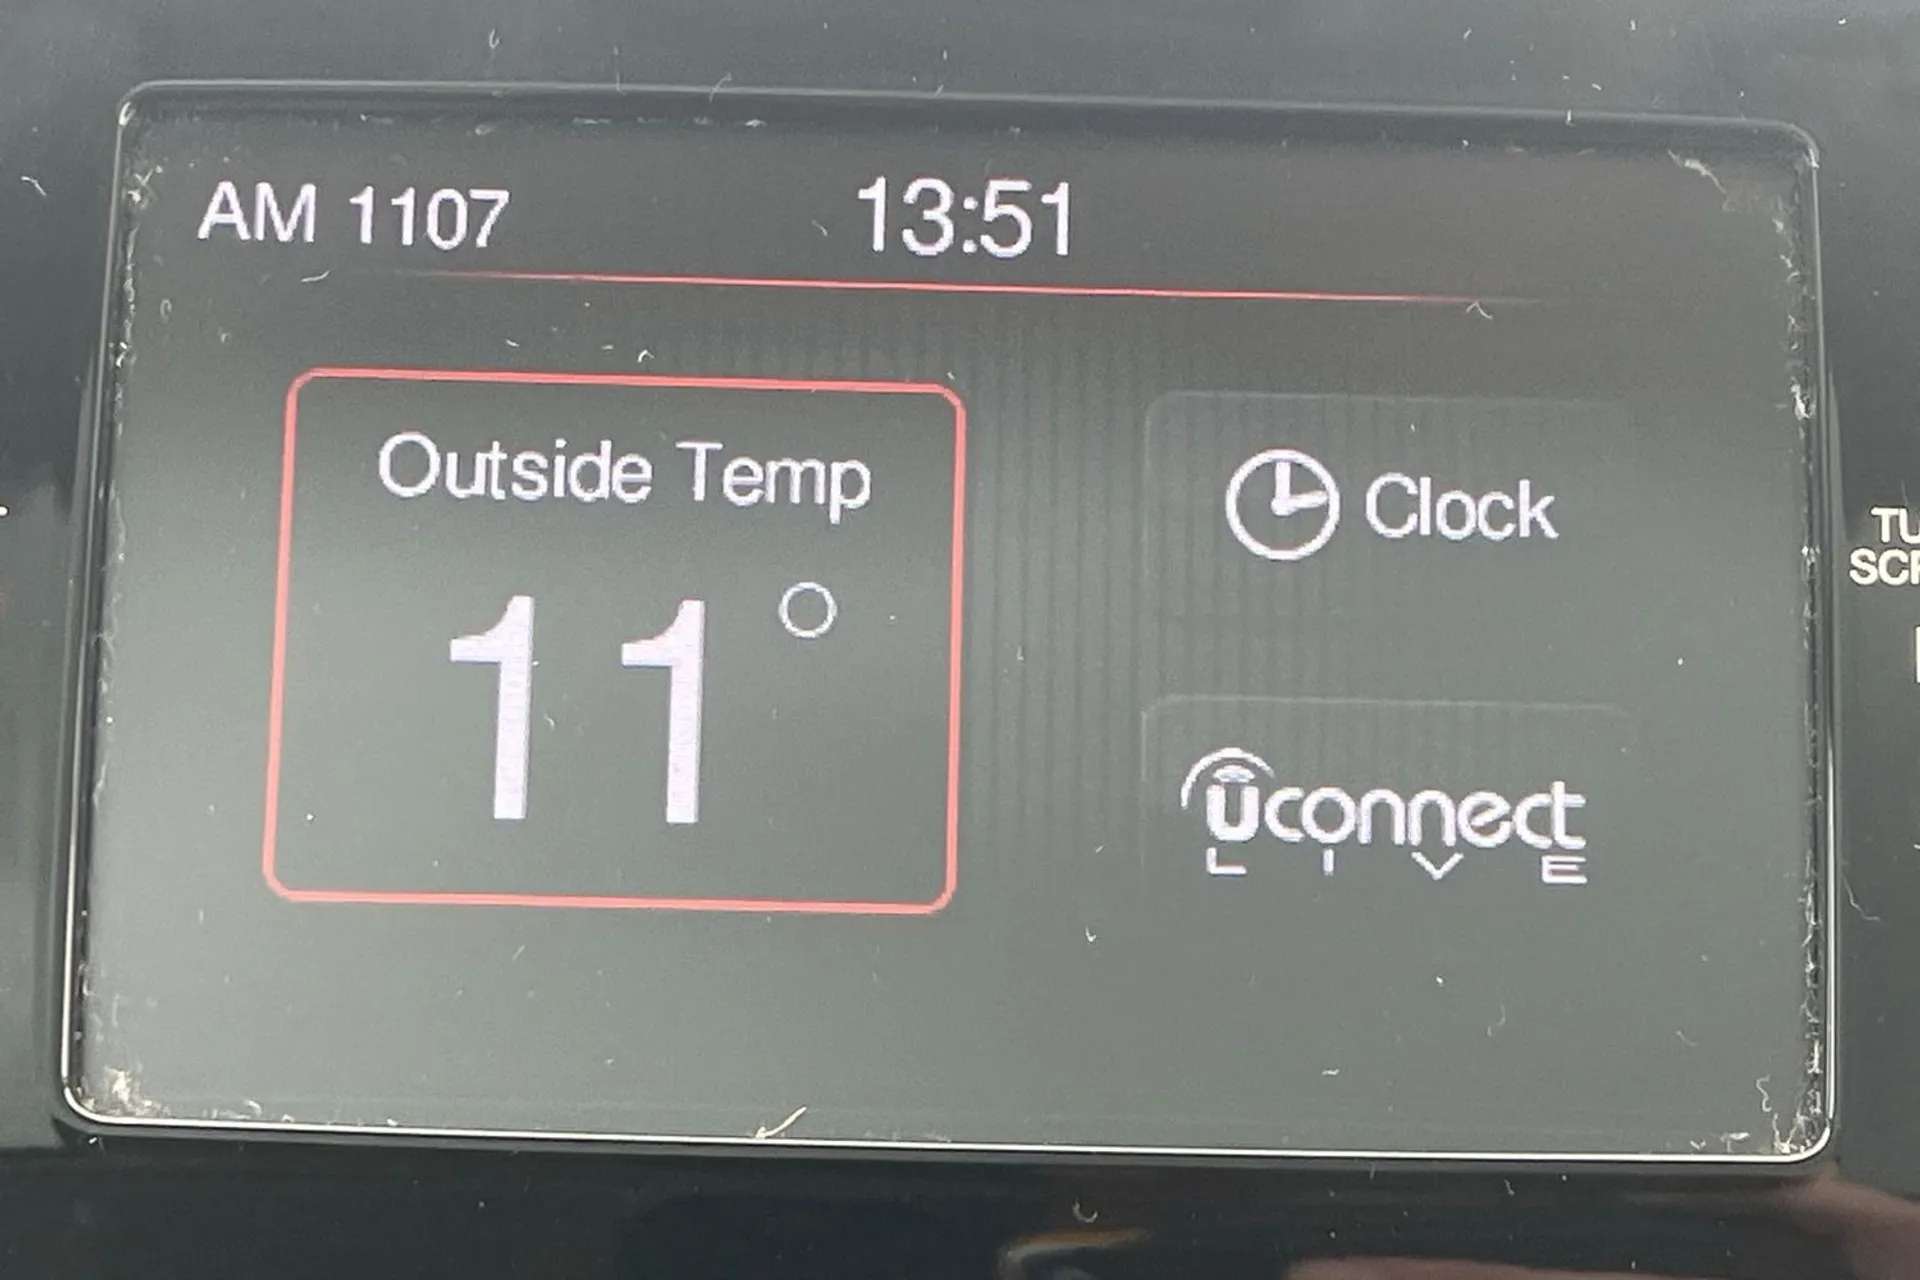 AM 1107 13:51
Outside Temp
11°
Clock
uconnect
LIVE